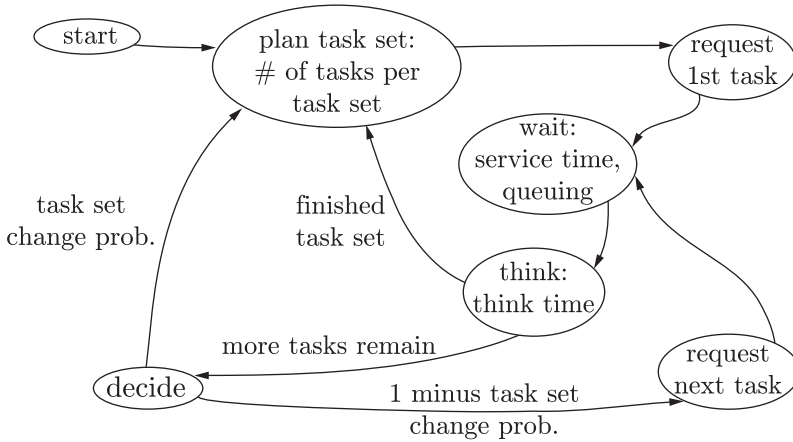 start
plan task set:
# of tasks per
task set
request
1st task
wait:
service time,
queuing
task set
change prob.
finished
task set
think:
think time
more tasks remain
request
next task
decide
1 minus task set
change prob.